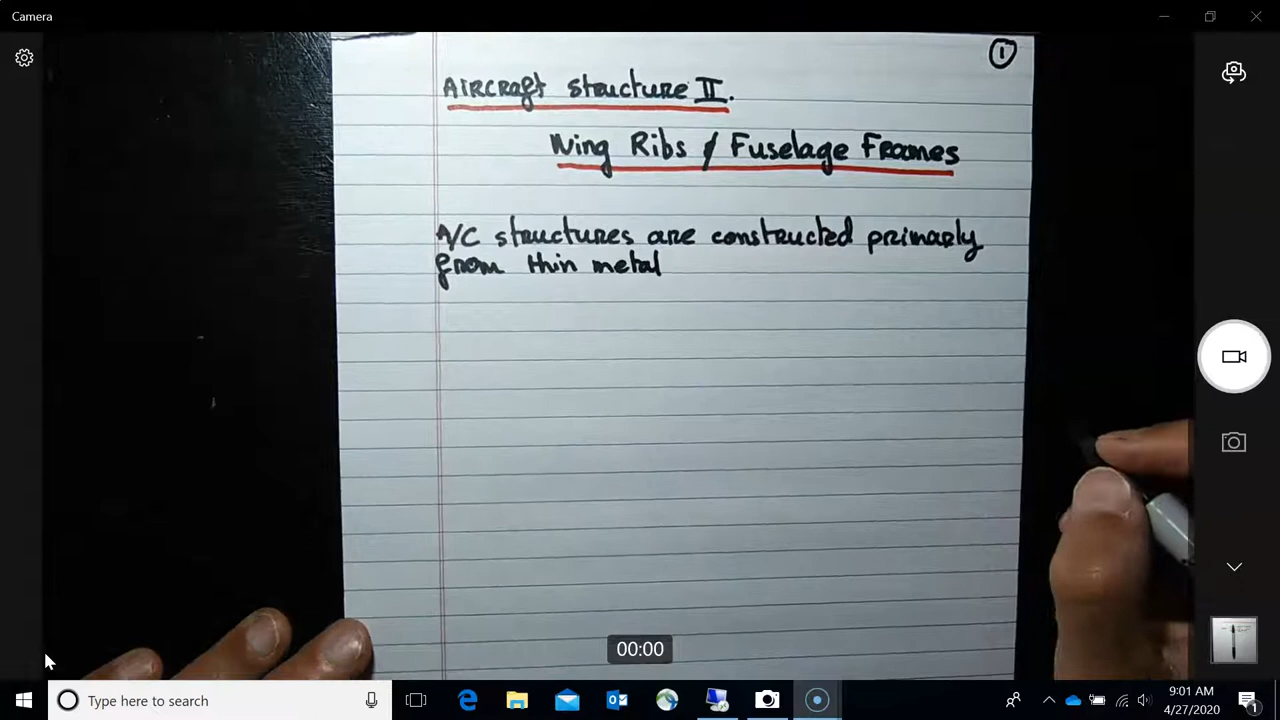 Camera
①
Aircraft Structure II.
Wing Ribs / Fuselage Frames
A/C structures are constructed primarly
from thin metal
00:00
Type here to search
9:01 AM
4/27/2020
1